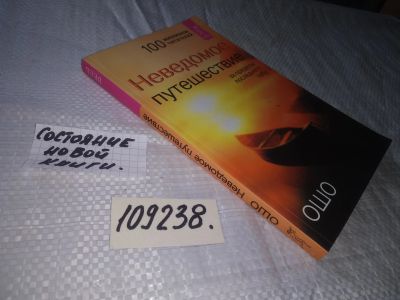 100
Неведомое
путешествие
ОШО
ОШО Неведомое путешествие
СОСТОЯНИЕ
НОВОЙ
КНИГИ.
109238.